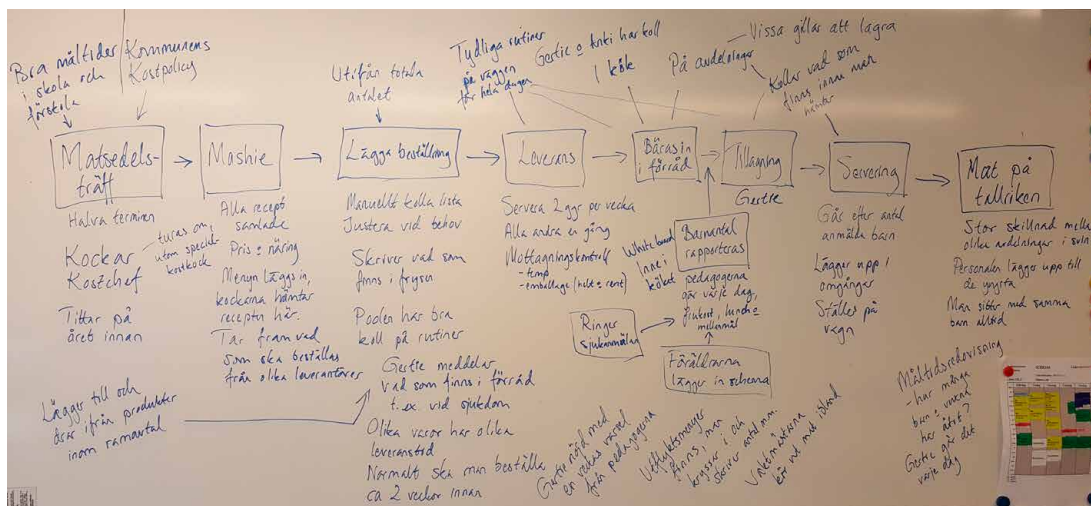 Bra måltider
i skola och
förskola
Kommunens
Kostpolicy
Matsedels-
träff
Halva terminen
Kockar
Kostchef
turas om,
utom special-
kostkock
Tittar på
året innan
Lägger till och
drar ifrån produkter
inom ramavtal
Mashie
Alla recept
samlade
Pris o näring
Menyn läggs in,
kockarna hämtar
recepten här.
Tar fram vad
som ska beställas
från olika leverantörer
Utifrån totala
antalet
Lägga beställning
Manuellt kolla lista
Justera vid behov
Skriver vad som
finns i frysen
Poolen har bra
koll på rutiner
Gertie meddelar
vad som finns i förråd
t.ex. vid sjukdom
Olika varor har olika
leveranstid
Normalt ska man beställa
ca 2 veckor innan
Tydliga rutiner
på väggen
för hela dagen
Gertie o Anki har koll
Leverans
Servera 2 ggr per vecka
Alla andra en gång
Mottagningskontroll
- temp
- emballage (helt o rent)
I kök
På avdelningar
Vissa gillar att lagra
Kollar vad som
finns innan man
hämtar
Bäras in
i förråd
Tillagning
Gertie
Barnantal
rapporteras
Whiteboard
inne i
köket
pedagogerna
går varje dag,
frukost, lunch o
mellanmål
Ringer
sjukanmälan
Föräldrarna
lägger in schema
Gertie nöjd med
en veckas varsel
från pedagogerna
Utflyktsmenyer
finns, man
kryssar i och
skriver antal mm.
Vaktmästarna
kör ut mat ibland
Servering
Går efter antal
anmälda barn
Lägger upp i
omgångar
Ställer på
vagn
Mat på
tallriken
Stor skillnad mellan
olika avdelningar i
Personalen lägger upp till
de yngsta
Man sitter med samma
barn alltid
Måltidsredovisning
- hur många
barn o vuxna
har ätit?
Gertie gör det
varje dag